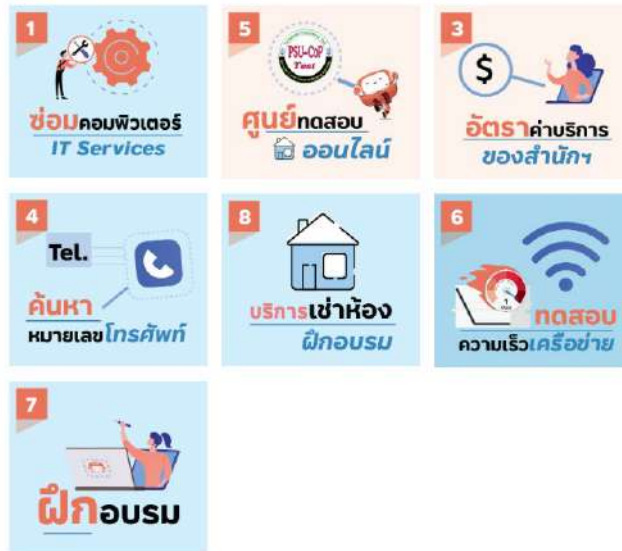 1
ซ่อมคอมพิวเตอร์
IT Services
5
PSU-CoP
Test
ศูนย์ทดสอบ
ออนไลน์
3
$
อัตราค่าบริการ
ของสำนักฯ
4
Tel.
ค้นหา
หมายเลขโทรศัพท์
8
บริการเช่าห้อง
ฝึกอบรม
6
ทดสอบ
ความเร็วเครือข่าย
7
ฝึกอบรม